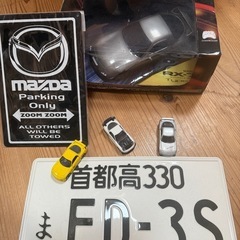 mazda
Parking
Only
ZOOM ZOOM
ALL OTHERS
WILL BE
TOWED
RX-7
首都高330
ま FD-3S